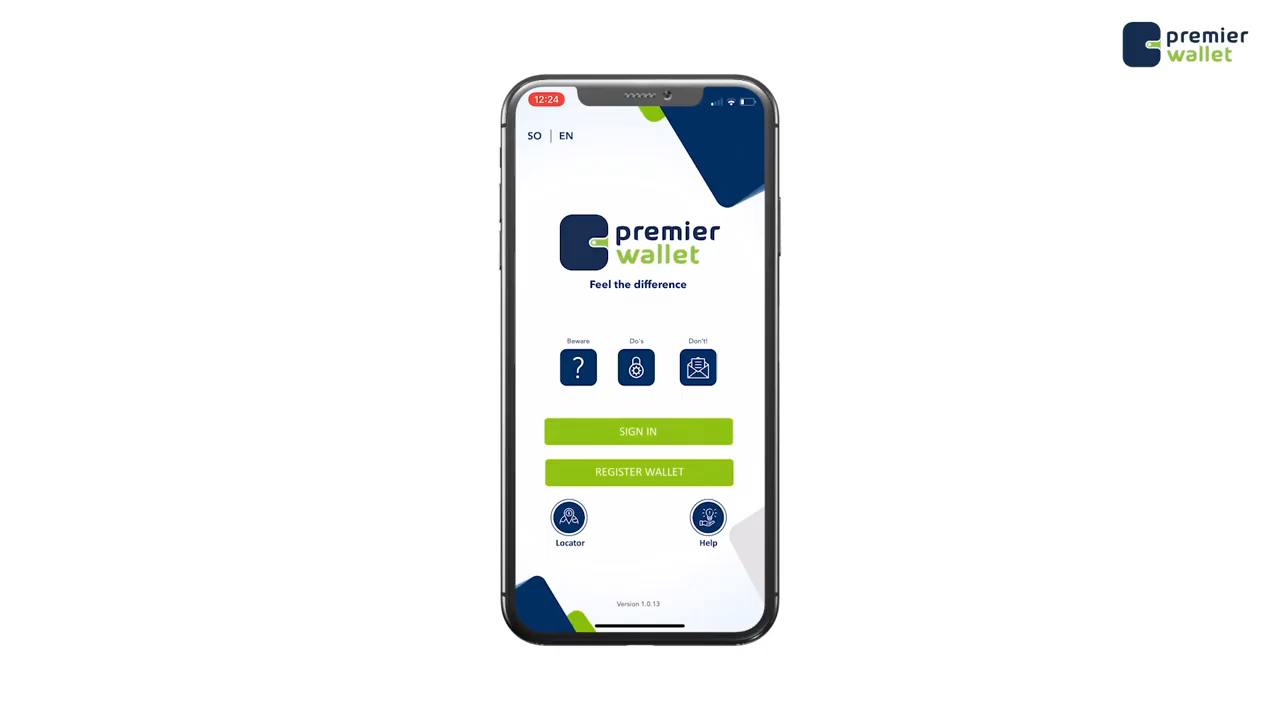 premier
wallet
12:24
SO | EN
premier
wallet
Feel the difference
Beware
Do's
Don't!
?
SIGN IN
REGISTER WALLET
Locator
Help
Version 1.0.13